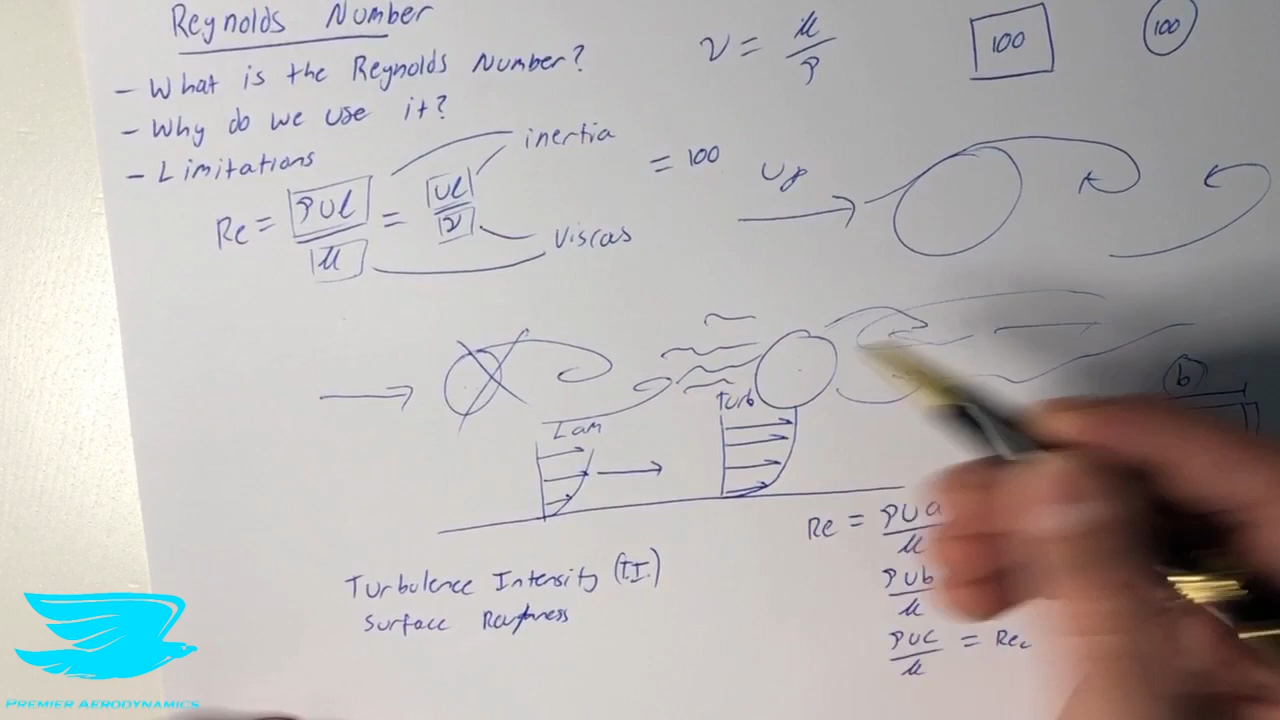 Reynolds Number
- What is the Reynolds Number?
- Why do we use it?
- Limitations
Re = ρUl/μ = Ul/ν
inertia
Viscous
ν = μ/ρ
100
100
= 100
U∞
Lam
Turb
b
Turbulence Intensity (T.I.)
Surface Roughness
Re = ρUa/μ
ρUb/μ
ρUc/μ = Rec
PREMIER AERODYNAMICS